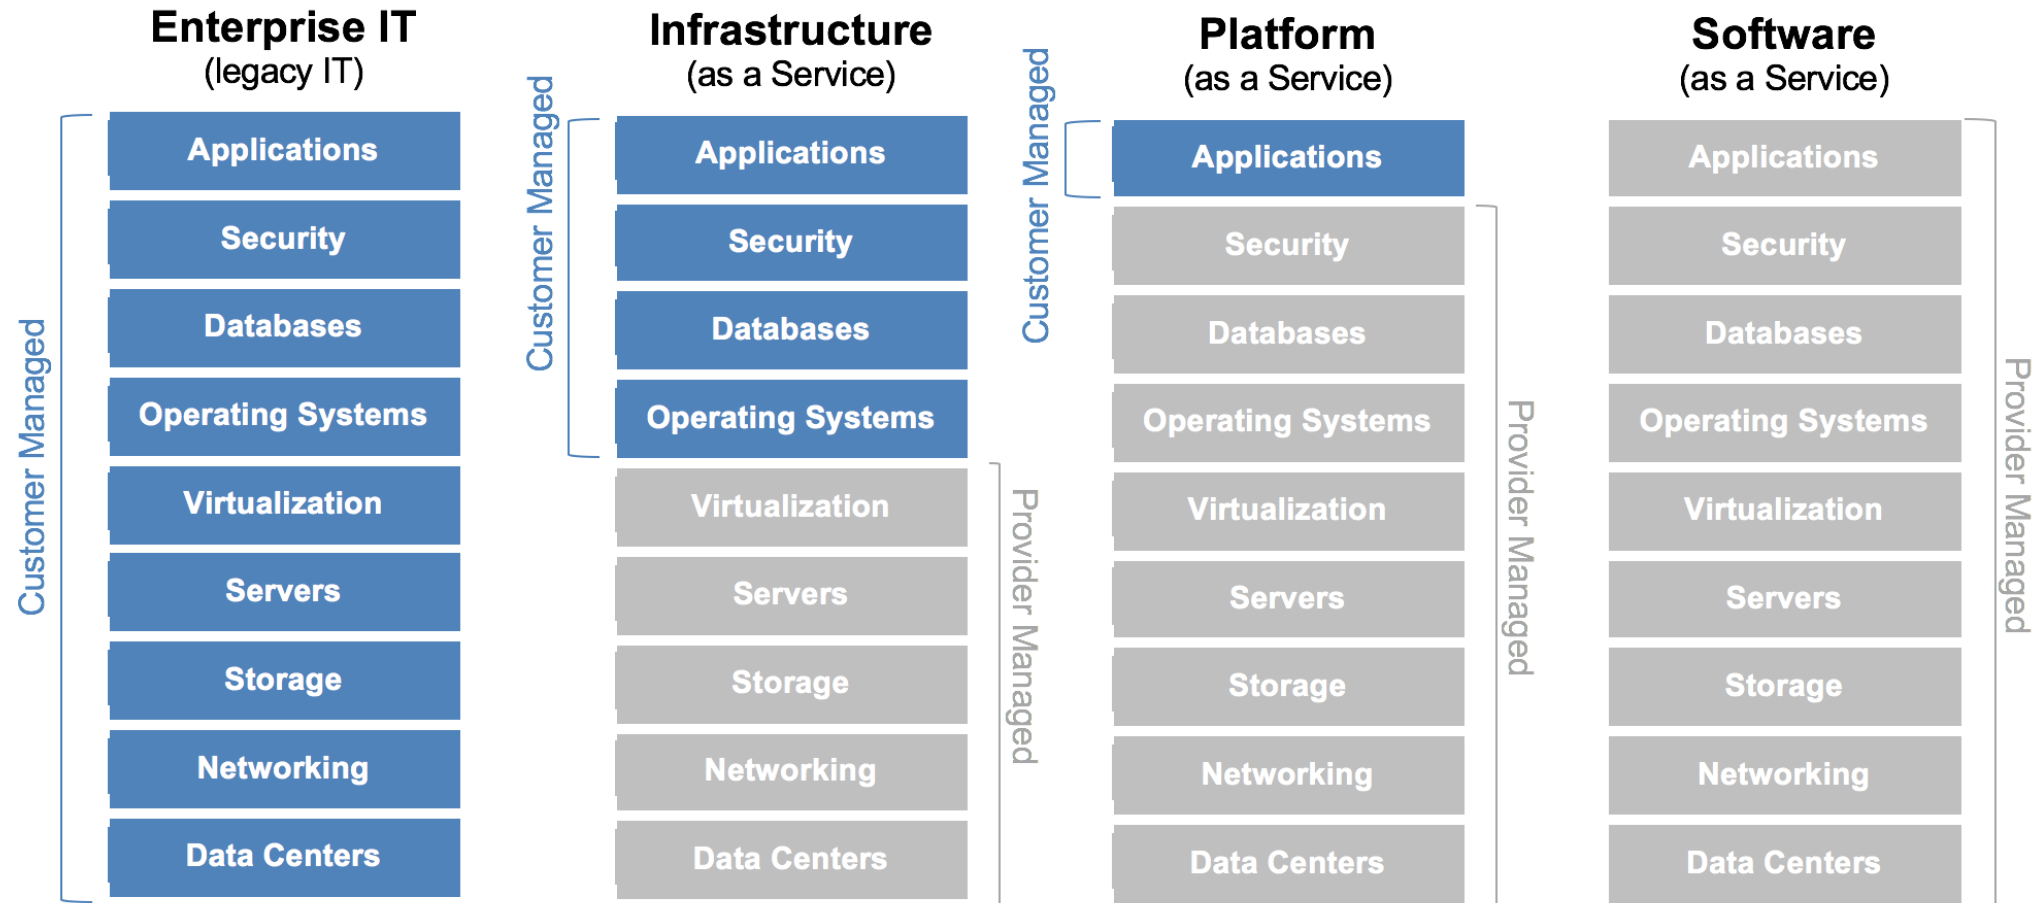 Enterprise IT
(legacy IT)
Customer Managed
Applications
Security
Databases
Operating Systems
Virtualization
Servers
Storage
Networking
Data Centers
Infrastructure
(as a Service)
Customer Managed
Applications
Security
Databases
Operating Systems
Virtualization
Servers
Storage
Networking
Data Centers
Provider Managed
Platform
(as a Service)
Customer Managed
Applications
Security
Databases
Operating Systems
Virtualization
Servers
Storage
Networking
Data Centers
Provider Managed
Software
(as a Service)
Applications
Security
Databases
Operating Systems
Virtualization
Servers
Storage
Networking
Data Centers
Provider Managed